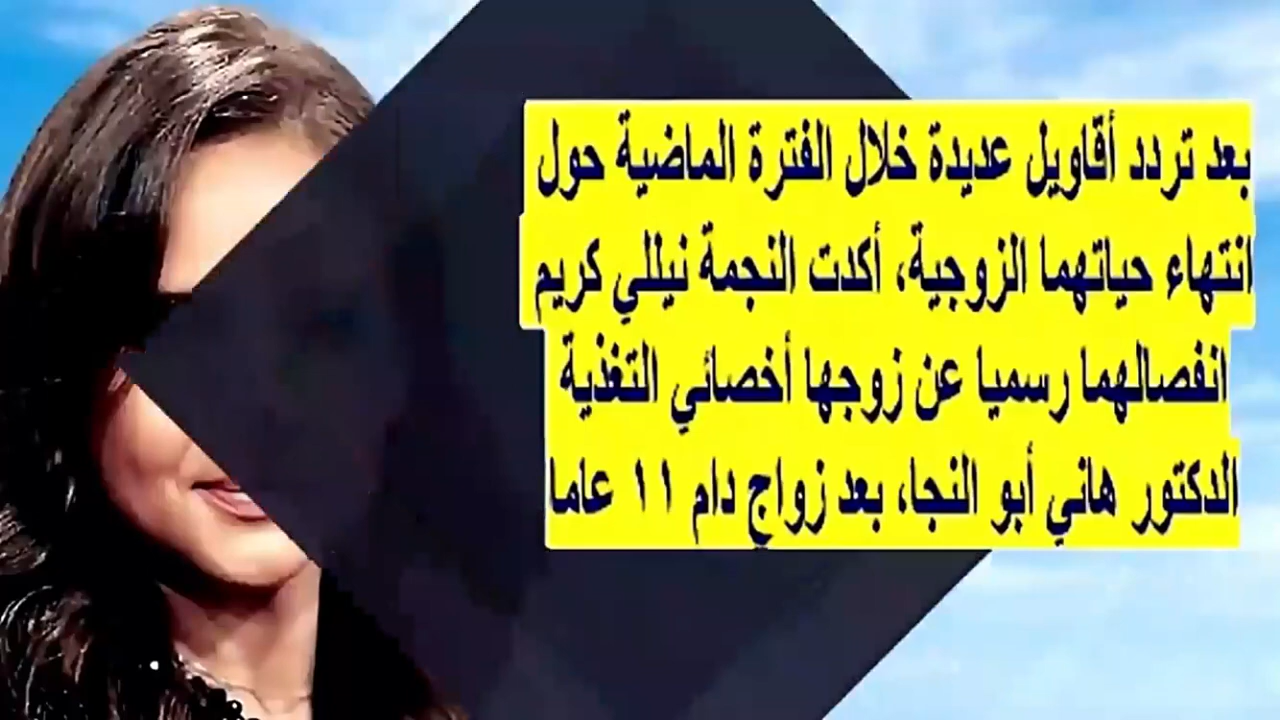 بعد تردد أقاويل عديدة خلال الفترة الماضية حول
انتهاء حياتهما الزوجية، أكدت النجمة نيللي كريم
انفصالهما رسميا عن زوجها أخصائي التغذية
الدكتور هاني أبو النجا، بعد زواج دام ١١ عاما